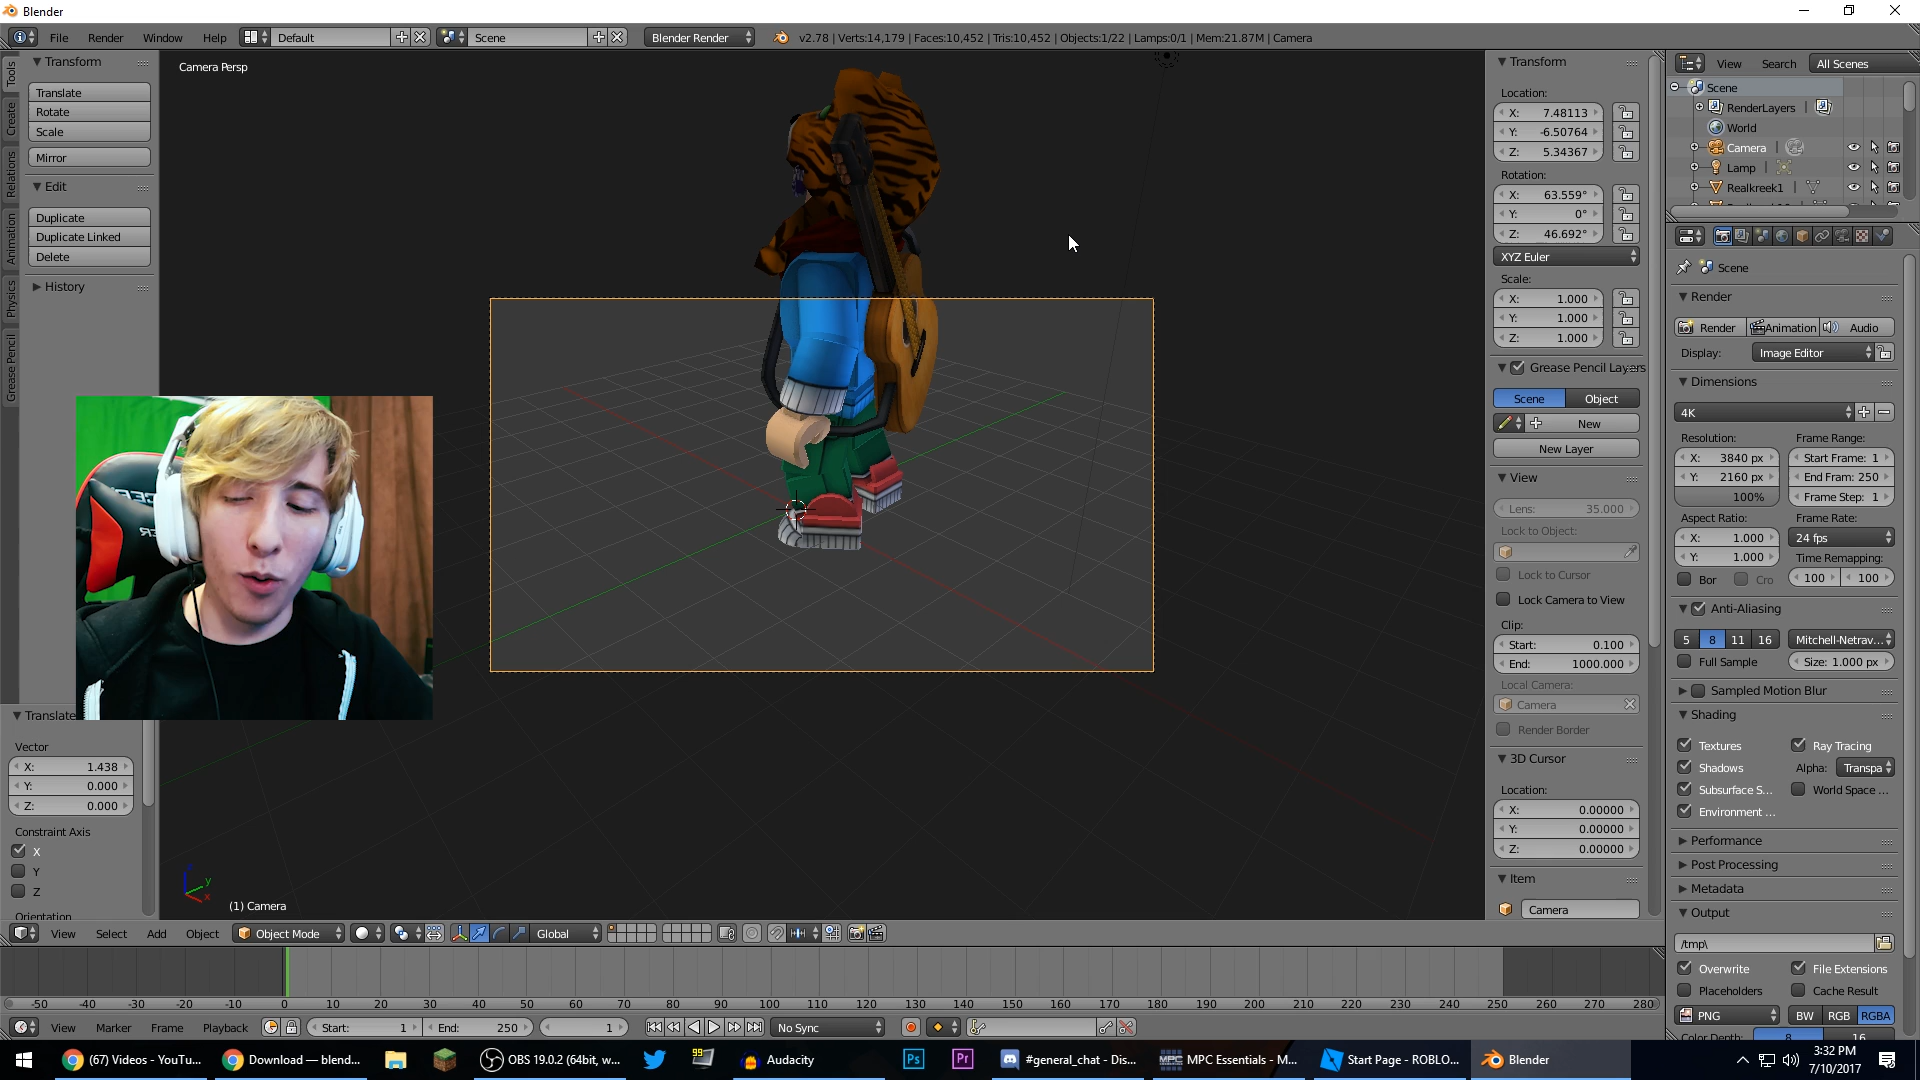 Blender
File Render Window Help Default Scene Blender Render v2.78 | Verts:14,179 | Faces:10,452 | Tris:10,452 | Objects:1/22 | Lamps:0/1 | Mem:21.87M | Camera
Tools
Create
Relations
Animation
Physics
Grease Pencil
Transform
Translate
Rotate
Scale
Mirror
Edit
Duplicate
Duplicate Linked
Delete
History
Translate
Vector
X: 1.438
Y: 0.000
Z: 0.000
Constraint Axis
X
Y
Z
Orientation
Camera Persp
(1) Camera
z y x
Transform
Location:
X: 7.48113
Y: -6.50764
Z: 5.34367
Rotation:
X: 63.559°
Y: 0°
Z: 46.692°
XYZ Euler
Scale:
X: 1.000
Y: 1.000
Z: 1.000
Grease Pencil Layers
Scene Object
New
New Layer
View
Lens: 35.000
Lock to Object:
Lock to Cursor
Lock Camera to View
Clip:
Start: 0.100
End: 1000.000
Local Camera:
Camera
Render Border
3D Cursor
Location:
X: 0.00000
Y: 0.00000
Z: 0.00000
Item
Camera
View Search All Scenes
Scene
RenderLayers |
World
Camera |
Lamp |
Realkreek1 |
Scene
Render
Render Animation Audio
Display: Image Editor
Dimensions
4K
Resolution: Frame Range:
X: 3840 px Start Frame: 1
Y: 2160 px End Fram: 250
100% Frame Step: 1
Aspect Ratio: Frame Rate:
X: 1.000 24 fps
Y: 1.000 Time Remapping:
Bor Cro 100 100
Anti-Aliasing
5 8 11 16 Mitchell-Netrav...
Full Sample Size: 1.000 px
Sampled Motion Blur
Shading
Textures Ray Tracing
Shadows Alpha: Transpa
Subsurface S... World Space ...
Environment ...
Performance
Post Processing
Metadata
Output
/tmp\
Overwrite File Extensions
Placeholders Cache Result
PNG BW RGB RGBA
Color Depth: 8 16
View Select Add Object Object Mode Global
-50 -40 -30 -20 -10 0 10 20 30 40 50 60 70 80 90 100 110 120 130 140 150 160 170 180 190 200 210 220 230 240 250 260 270 280
View Marker Frame Playback Start: 1 End: 250 1 No Sync
(67) Videos - YouTu... Download — blend... OBS 19.0.2 (64bit, w... 99 Audacity Ps Pr #general_chat - Dis... MPC MPC Essentials - M... Start Page - ROBLO... Blender 3:32 PM
7/10/2017